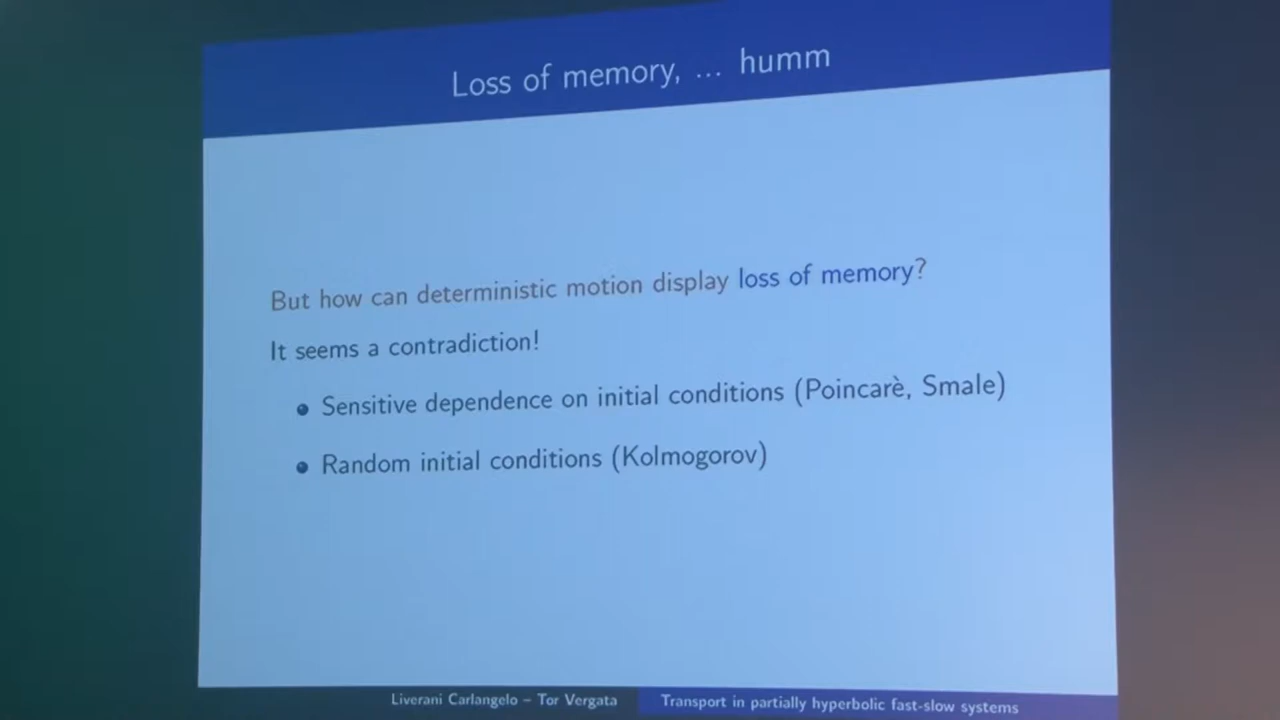 Loss of memory, ... humm
But how can deterministic motion display loss of memory?
It seems a contradiction!
Sensitive dependence on initial conditions (Poincarè, Smale)
Random initial conditions (Kolmogorov)
Liverani Carlangelo – Tor Vergata
Transport in partially hyperbolic fast-slow systems